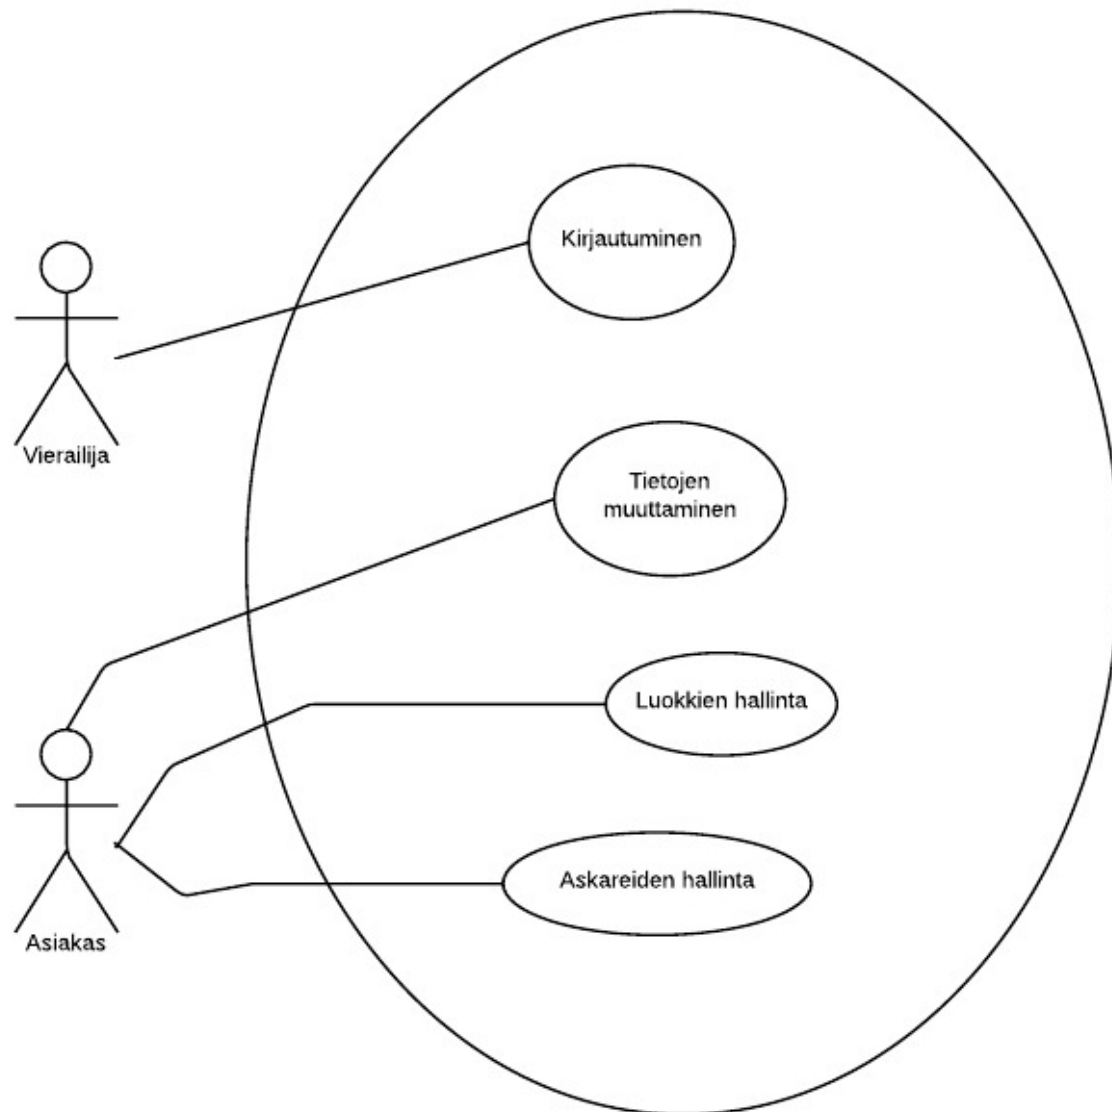 Kirjautuminen
Vierailija
Tietojen
muuttaminen
Luokkien hallinta
Askareiden hallinta
Asiakas